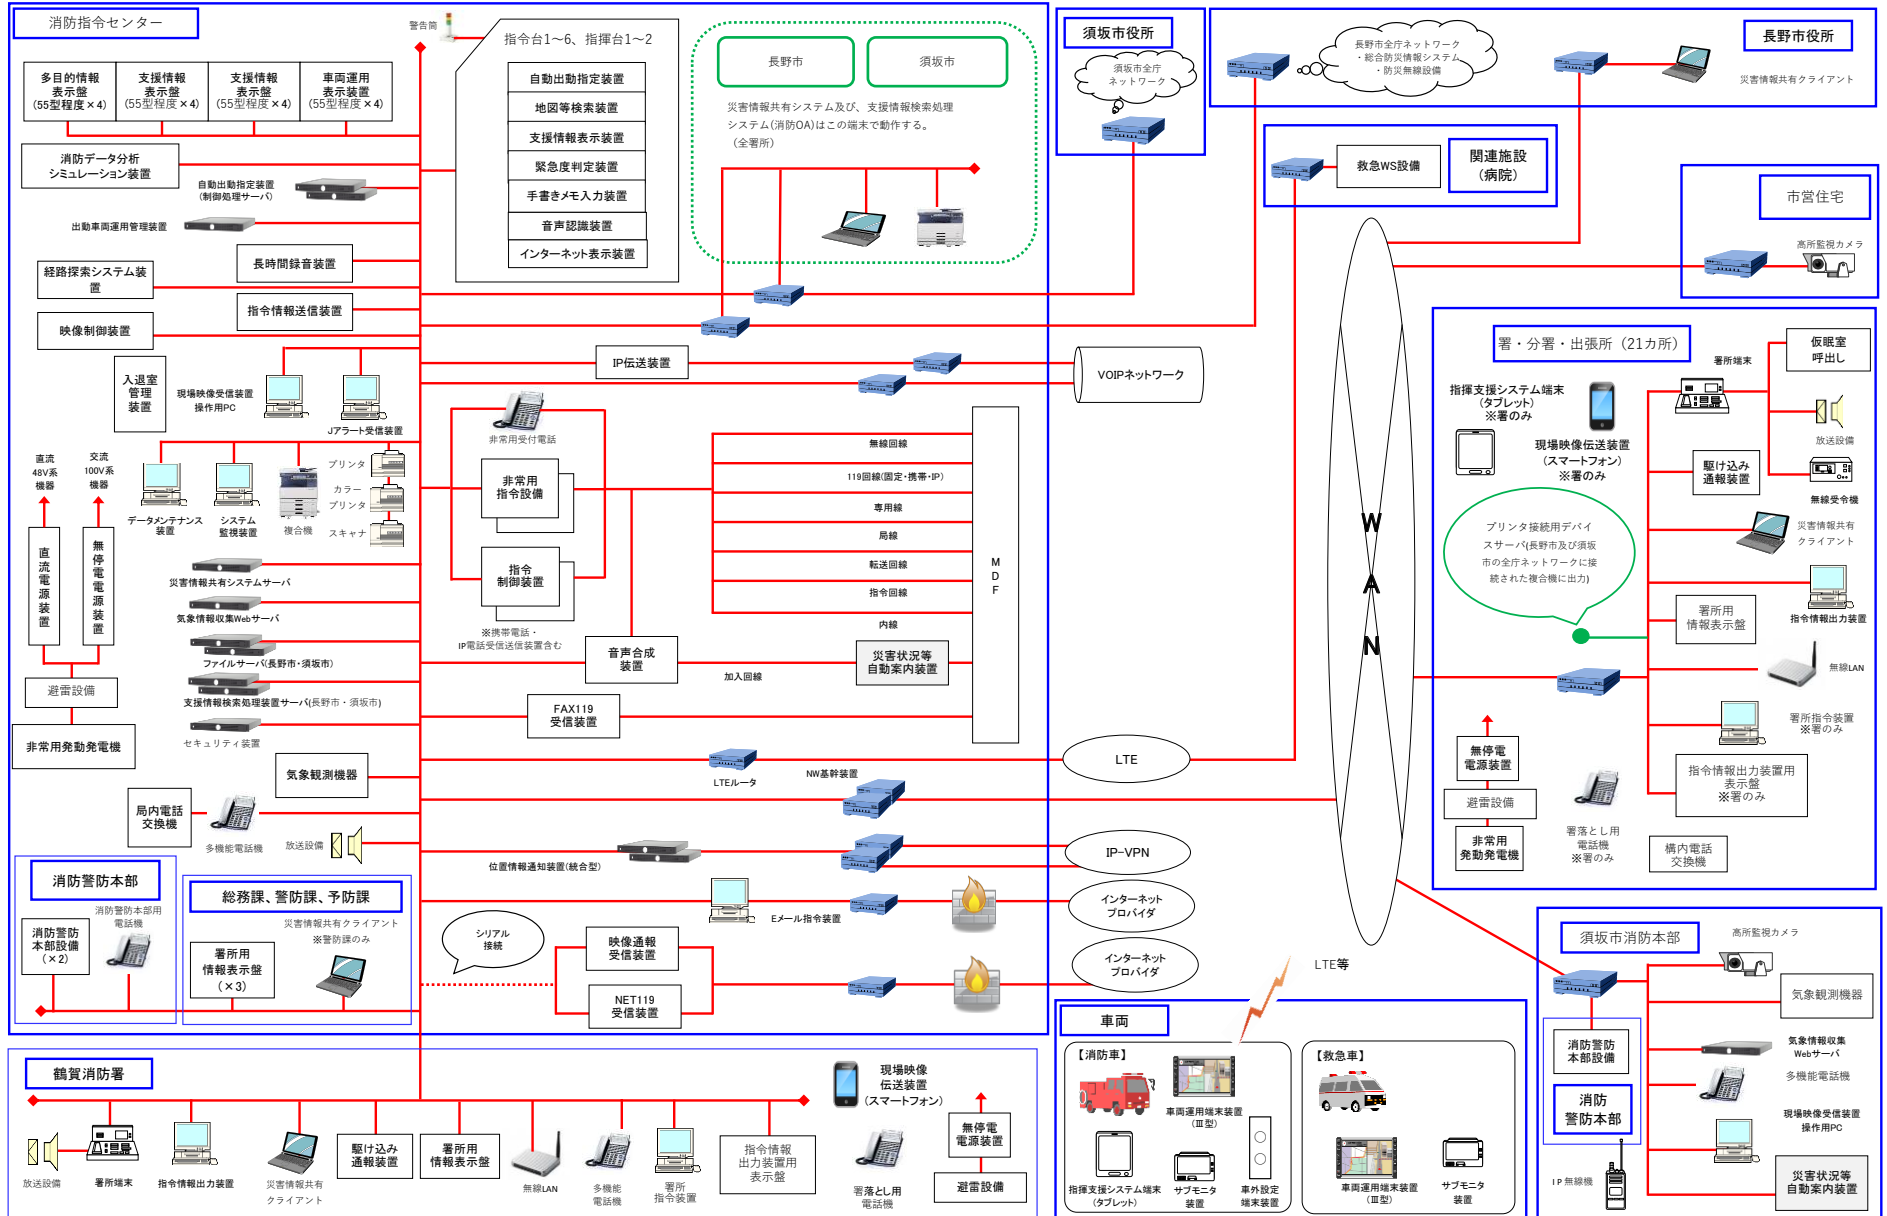 消防指令センター
警告筒
指令台1～6、指揮台1～2
自動出動指定装置
地図等検索装置
支援情報表示装置
緊急度判定装置
手書きメモ入力装置
音声認識装置
インターネット表示装置
多目的情報
表示盤
(55型程度×4)
支援情報
表示盤
(55型程度×4)
支援情報
表示盤
(55型程度×4)
車両運用
表示装置
(55型程度×4)
消防データ分析
シミュレーション装置
自動出動指定装置
(制御処理サーバ)
出動車両運用管理装置
長時間録音装置
経路探索システム装
置
指令情報送信装置
映像制御装置
入退室
管理
装置
現場映像受信装置
操作用PC
Jアラート受信装置
直流
48V系
機器
交流
100V系
機器
データメンテナンス
装置
システム
監視装置
複合機
プリンタ
カラー
プリンタ
スキャナ
直流電源装置
無停電電源装置
避雷設備
非常用発動発電機
災害情報共有システムサーバ
気象情報収集Webサーバ
ファイルサーバ(長野市・須坂市)
支援情報検索処理装置サーバ(長野市・須坂市)
セキュリティ装置
気象観測機器
局内電話
交換機
多機能電話機
放送設備
長野市
須坂市
災害情報共有システム及び、支援情報検索処理
システム(消防OA)はこの端末で動作する。
（全署所）
IP伝送装置
VOIPネットワーク
非常用受付電話
非常用
指令設備
指令
制御装置
※携帯電話・
IP電話受信送信装置含む
無線回線
119回線(固定・携帯・IP)
専用線
局線
転送回線
指令回線
内線
MDF
音声合成
装置
加入回線
災害状況等
自動案内装置
FAX119
受信装置
LTEルータ
NW基幹装置
LTE
位置情報通知装置(統合型)
IP-VPN
Eメール指令装置
インターネット
プロバイダ
シリアル
接続
映像通報
受信装置
NET119
受信装置
インターネット
プロバイダ
消防警防本部
消防警防
本部設備
(×2)
消防警防本部用
電話機
総務課、警防課、予防課
署所用
情報表示盤
(×3)
災害情報共有クライアント
※警防課のみ
鶴賀消防署
放送設備
署所端末
指令情報出力装置
災害情報共有
クライアント
駆け込み
通報装置
署所用
情報表示盤
無線LAN
多機能
電話機
署所
指令装置
指令情報
出力装置用
表示盤
現場映像
伝送装置
(スマートフォン)
署落とし用
電話機
無停電
電源装置
避雷設備
須坂市役所
須坂市全庁
ネットワーク
長野市役所
長野市全庁ネットワーク
・総合防災情報システム
・防災無線設備
災害情報共有クライアント
救急WS設備
関連施設
(病院)
市営住宅
高所監視カメラ
WAN
署・分署・出張所（21カ所）
指揮支援システム端末
(タブレット)
※署のみ
現場映像伝送装置
(スマートフォン)
※署のみ
署所端末
仮眠室
呼出し
放送設備
駆け込み
通報装置
無線受令機
プリンタ接続用デバイ
スサーバ(長野市及び須坂
市の全庁ネットワークに接
続された複合機に出力)
災害情報共有
クライアント
署所用
情報表示盤
指令情報出力装置
無線LAN
署所指令装置
※署のみ
指令情報出力装置用
表示盤
※署のみ
無停電
電源装置
避雷設備
非常用
発動発電機
署落とし用
電話機
※署のみ
構内電話
交換機
LTE等
車両
【消防車】
車両運用端末装置
(Ⅲ型)
指揮支援システム端末
(タブレット)
サブモニタ
装置
車外設定
端末装置
【救急車】
車両運用端末装置
(Ⅲ型)
サブモニタ
装置
須坂市消防本部
高所監視カメラ
気象観測機器
消防警防
本部設備
気象情報収集
Webサーバ
多機能電話機
消防
警防本部
現場映像受信装置
操作用PC
IP無線機
災害状況等
自動案内装置